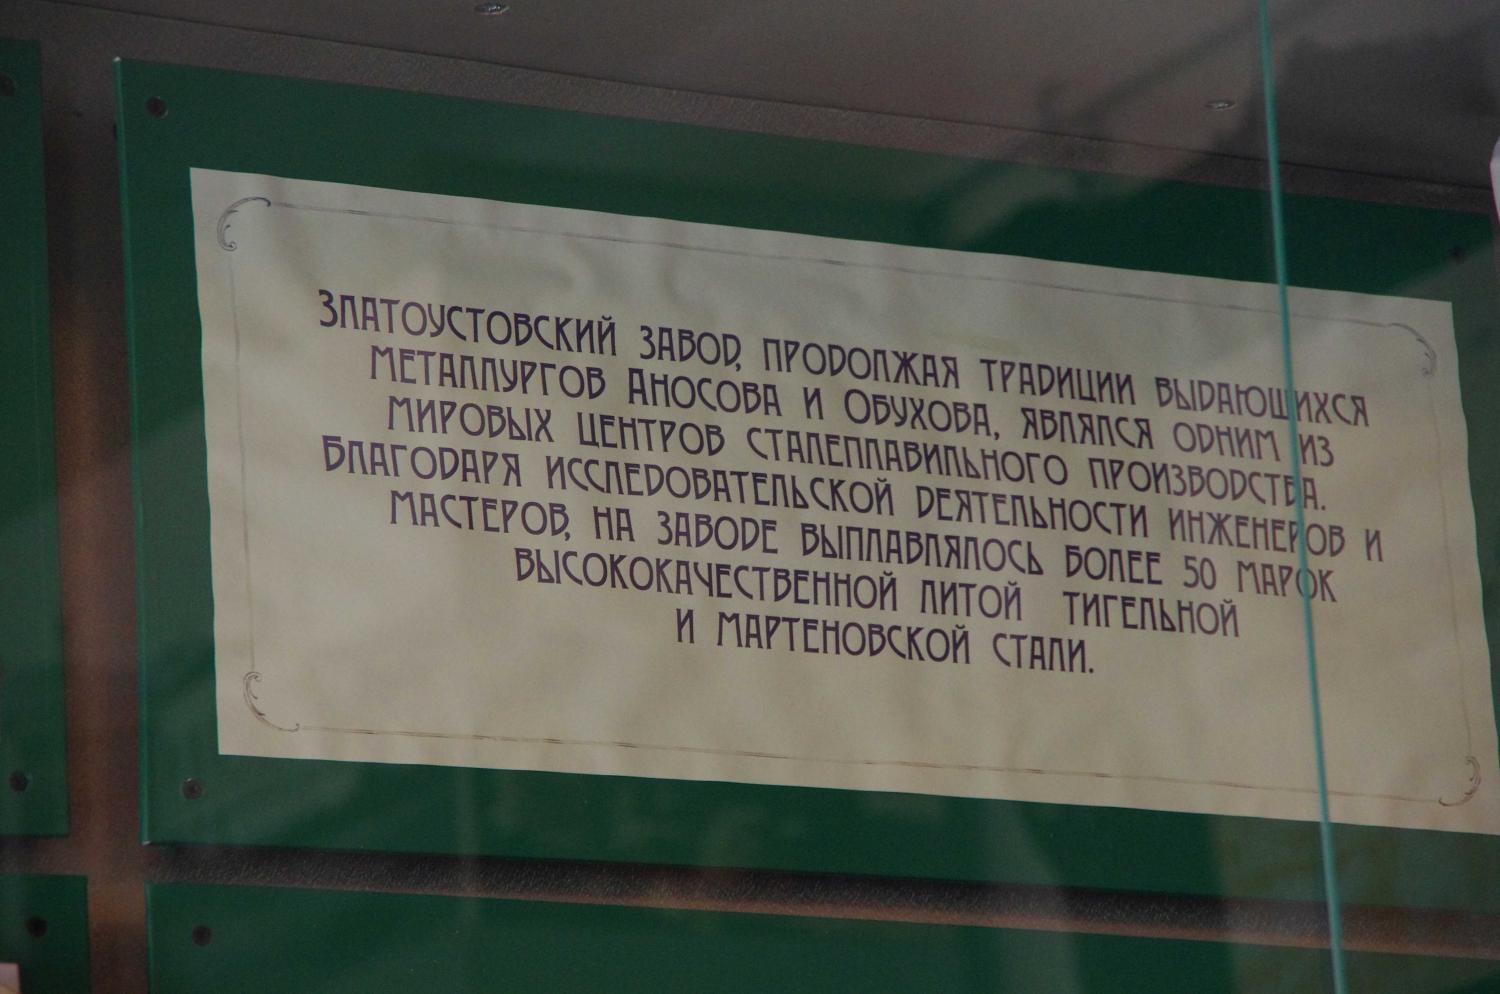 Златоустовский завод, продолжая традиции выдающихся
металлургов Аносова и Обухова, являлся одним из
мировых центров сталеплавильного производства.
Благодаря исследовательской деятельности инженеров и
мастеров, на заводе выплавлялось более 50 марок
высококачественной литой тигельной
и мартеновской стали.